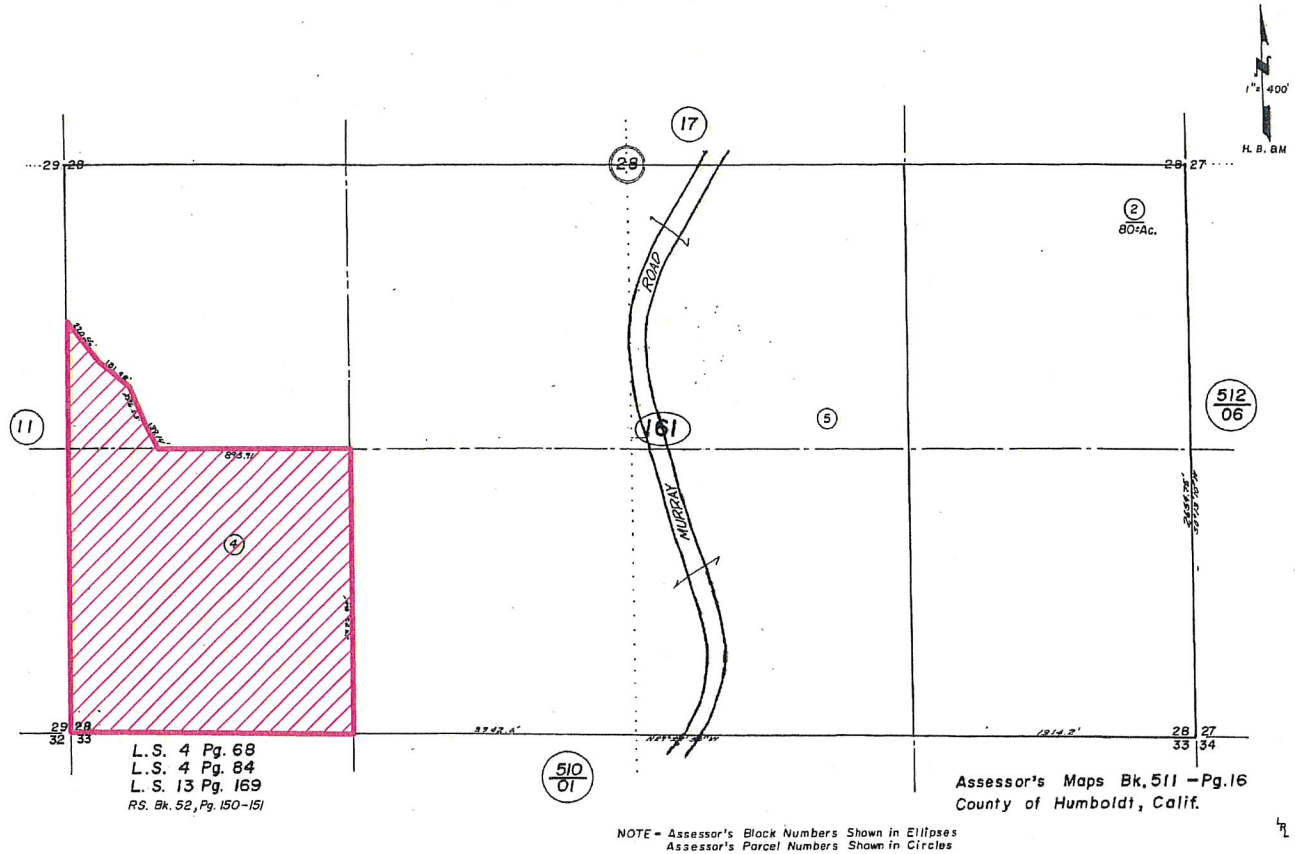 N
1"= 400'
H. B. &M
17
29 28
28
28 27
2
80±Ac.
ROAD
11
161
5
512
06
893.71
MURRAY
4
29 28
32 33
1314.2'
28 27
33 34
L.S. 4 Pg. 68
L.S. 4 Pg. 84
L.S. 13 Pg. 169
RS. Bk. 52, Pg. 150-151
510
01
Assessor's Maps Bk. 511 -Pg.16
County of Humboldt, Calif.
NOTE - Assessor's Block Numbers Shown in Ellipses
Assessor's Parcel Numbers Shown in Circles